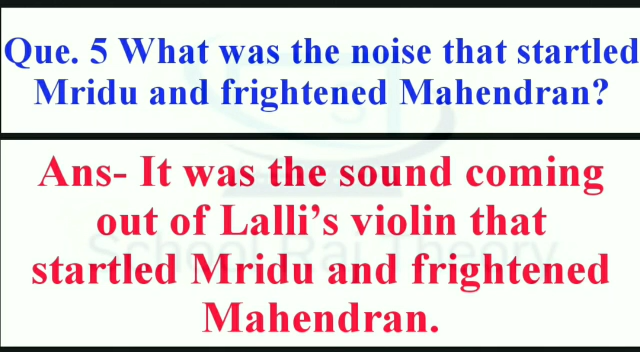 Que. 5 What was the noise that startled
Mridu and frightened Mahendran?
Ans- It was the sound coming
out of Lalli’s violin that
startled Mridu and frightened
Mahendran.